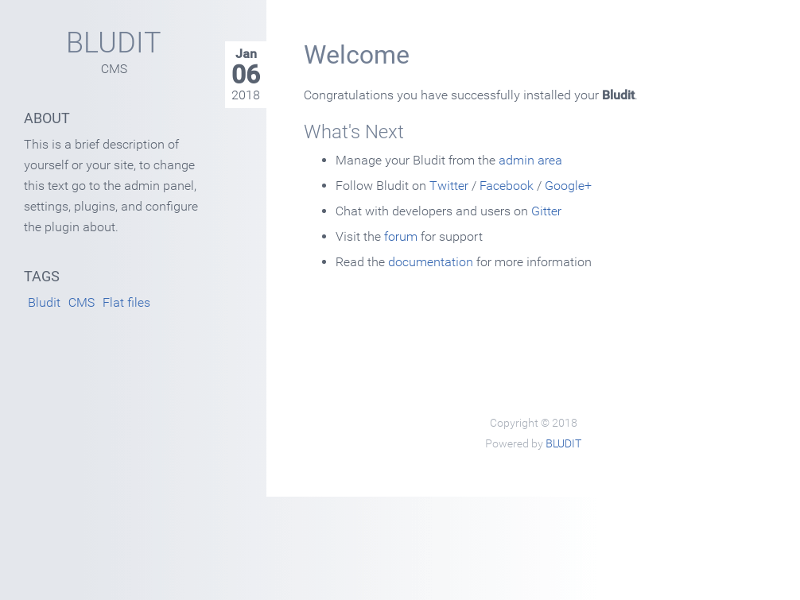 BLUDIT
CMS
ABOUT
This is a brief description of
yourself or your site, to change
this text go to the admin panel,
settings, plugins, and configure
the plugin about.
TAGS
Bludit CMS Flat files
Jan
06
2018
Welcome
Congratulations you have successfully installed your Bludit.
What's Next
Manage your Bludit from the admin area
Follow Bludit on Twitter / Facebook / Google+
Chat with developers and users on Gitter
Visit the forum for support
Read the documentation for more information
Copyright © 2018
Powered by BLUDIT